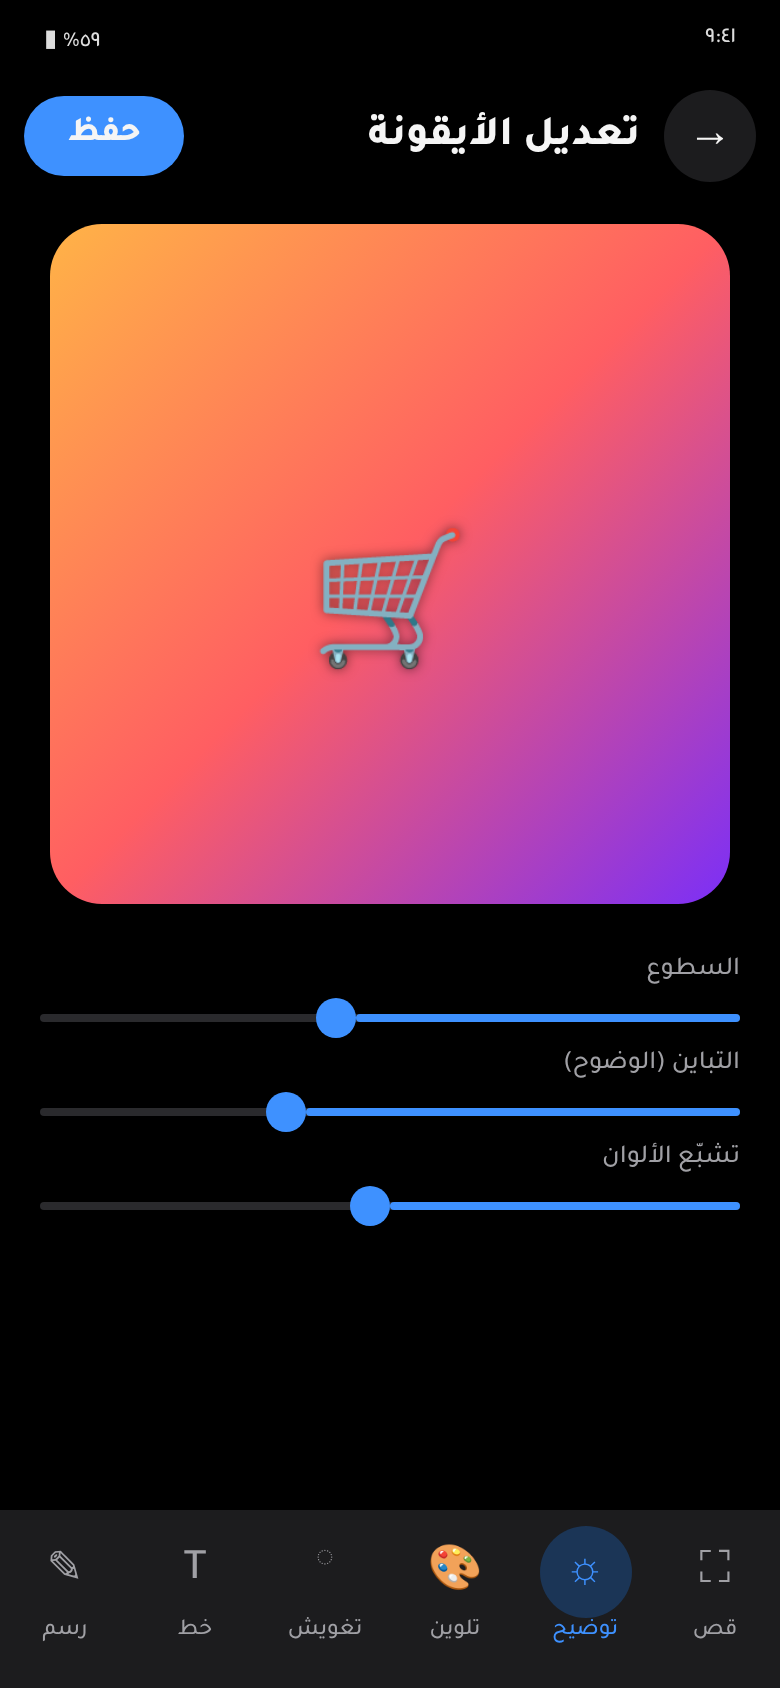 ٩:٤١
%٥٩
تعديل الأيقونة
حفظ
السطوع
التباين (الوضوح)
تشبّع الألوان
قص
توضيح
تلوين
تغويش
T
خط
رسم